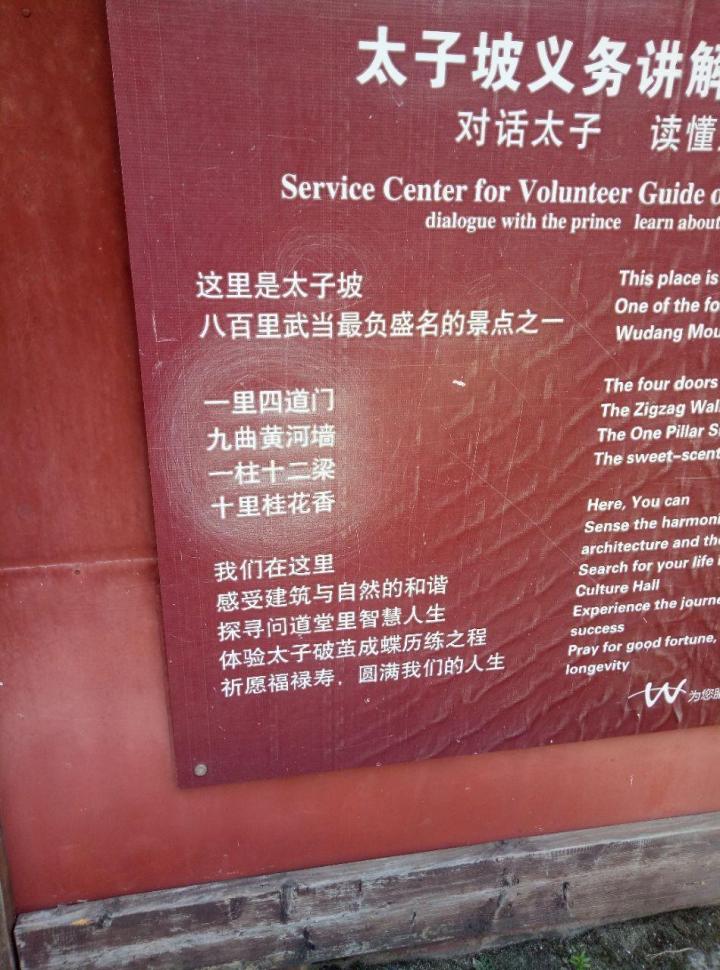 太子坡义务讲解
对话太子 读懂
Service Center for Volunteer Guide
dialogue with the prince learn about
这里是太子坡
八百里武当最负盛名的景点之一
一里四道门
九曲黄河墙
一柱十二梁
十里桂花香
我们在这里
感受建筑与自然的和谐
探寻问道堂里智慧人生
体验太子破茧成蝶历练之程
祈愿福禄寿，圆满我们的人生
This place is
One of the
Wudang
The four doors
The Zigzag
The One Pillar
The
Here, You can
Sense the
architecture and
Search for your life
Culture Hall
Experience the
success
Pray for good fortune,
longevity
为您